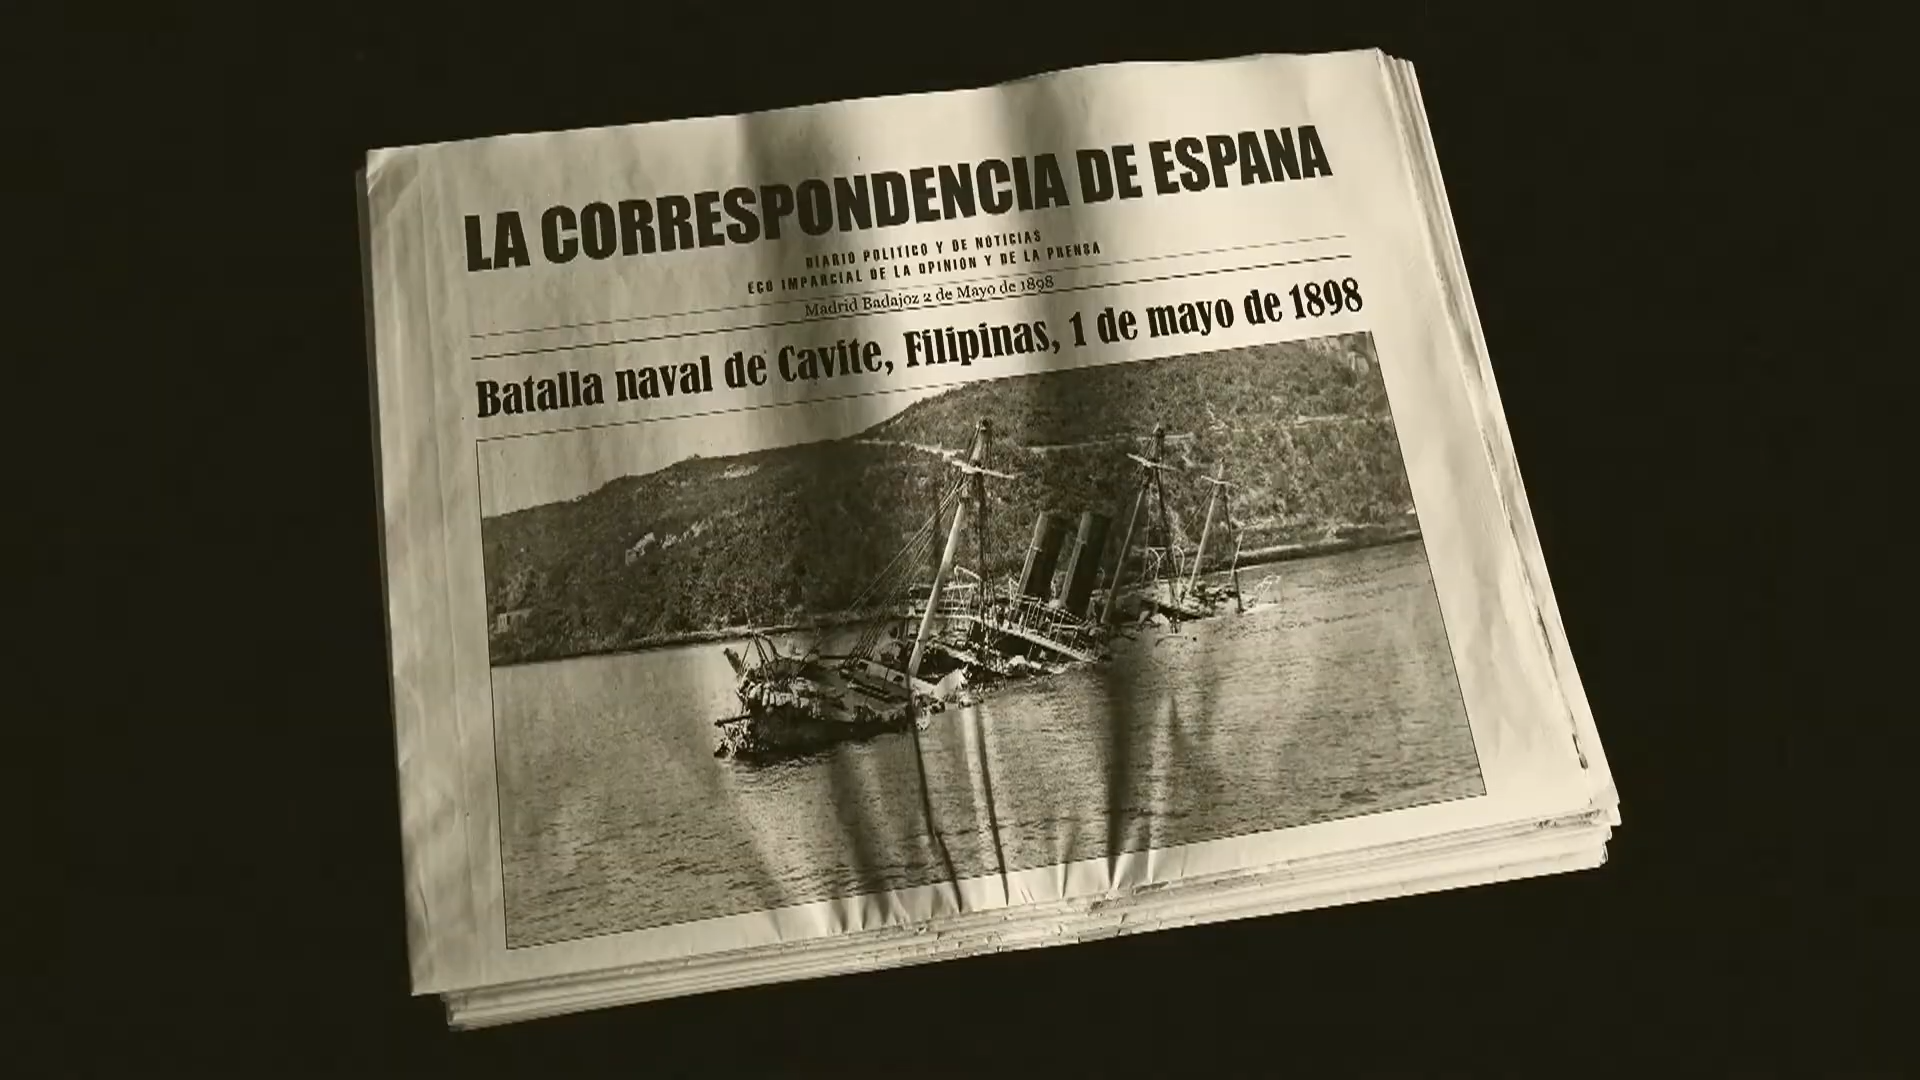 LA CORRESPONDENCIA DE ESPANA
DIARIO POLITICO Y DE NOTICIAS
ECO IMPARCIAL DE LA OPINION Y DE LA PRENSA
Madrid Badajoz 2 de Mayo de 1898
Batalla naval de Cavite, Filipinas, 1 de mayo de 1898